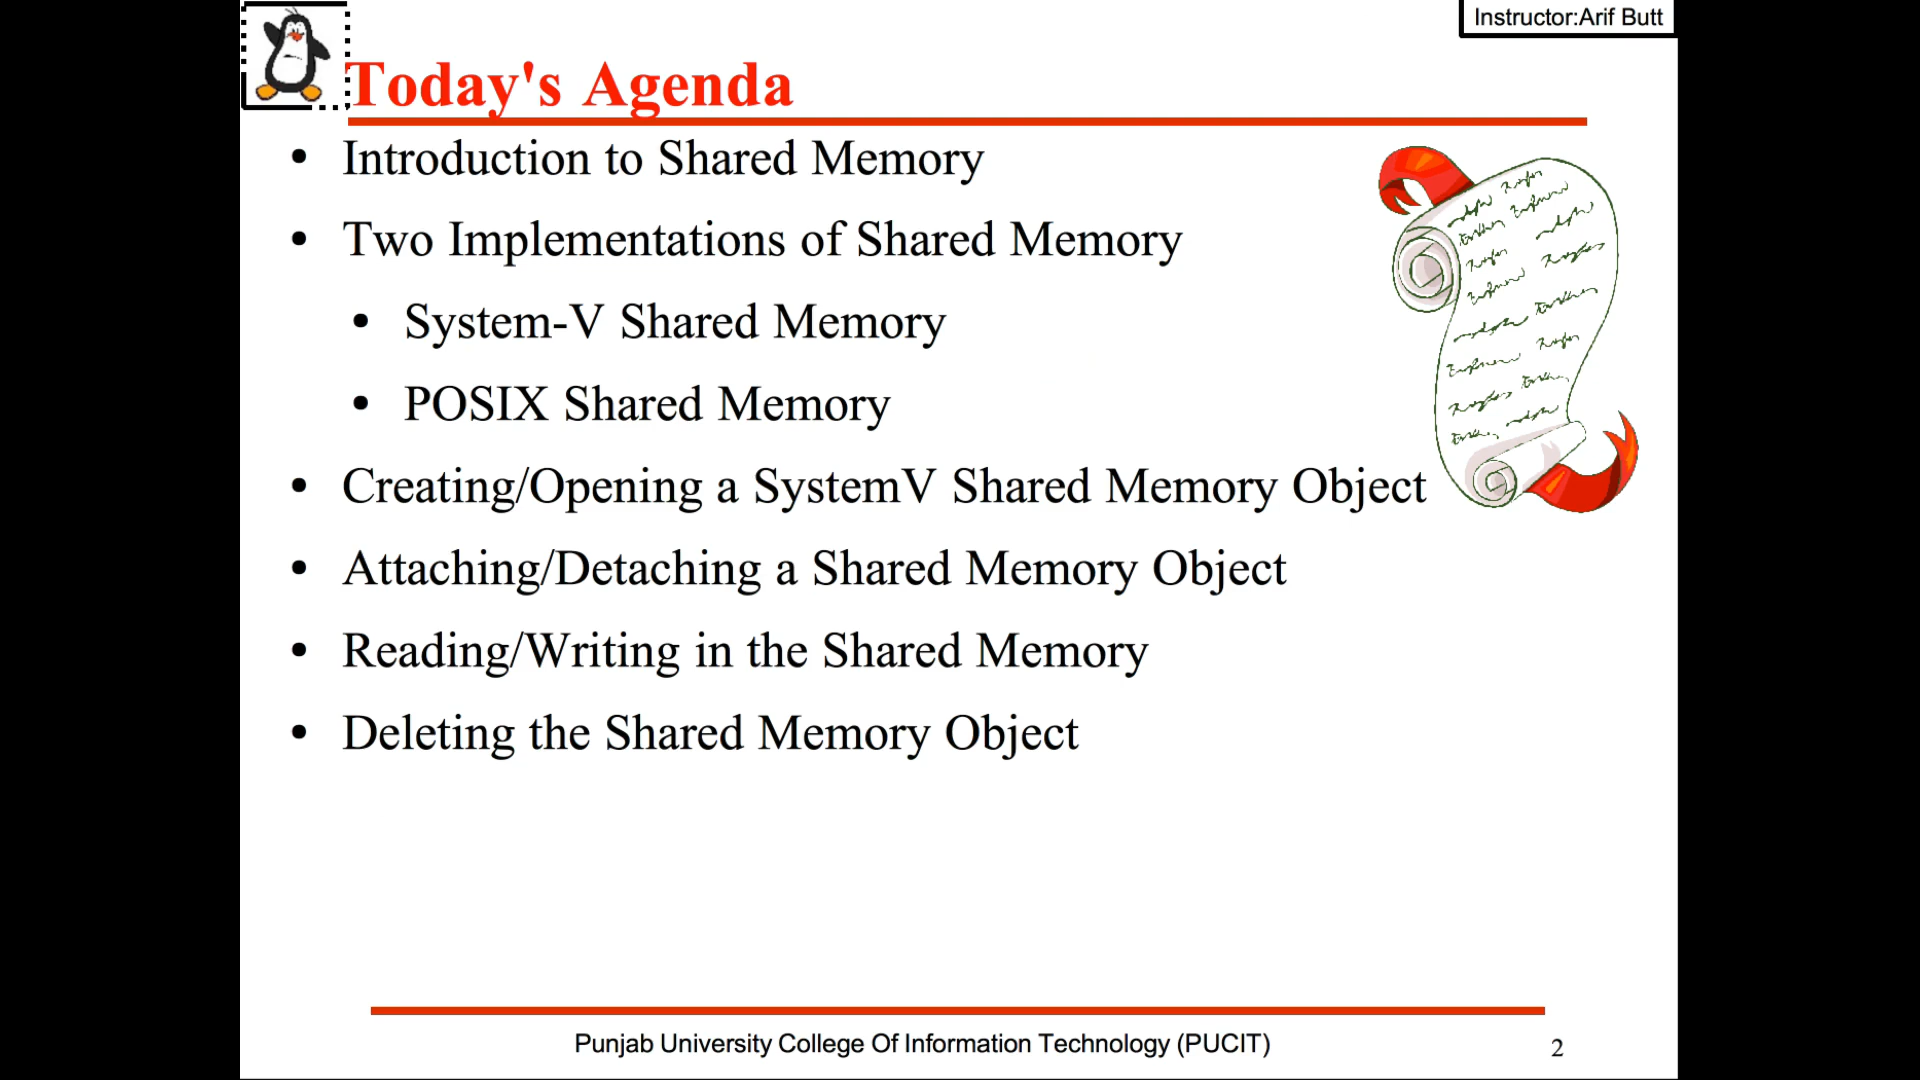 Instructor:Arif Butt
Today's Agenda
• Introduction to Shared Memory
• Two Implementations of Shared Memory
• System-V Shared Memory
• POSIX Shared Memory
• Creating/Opening a SystemV Shared Memory Object
• Attaching/Detaching a Shared Memory Object
• Reading/Writing in the Shared Memory
• Deleting the Shared Memory Object
Punjab University College Of Information Technology (PUCIT)
2